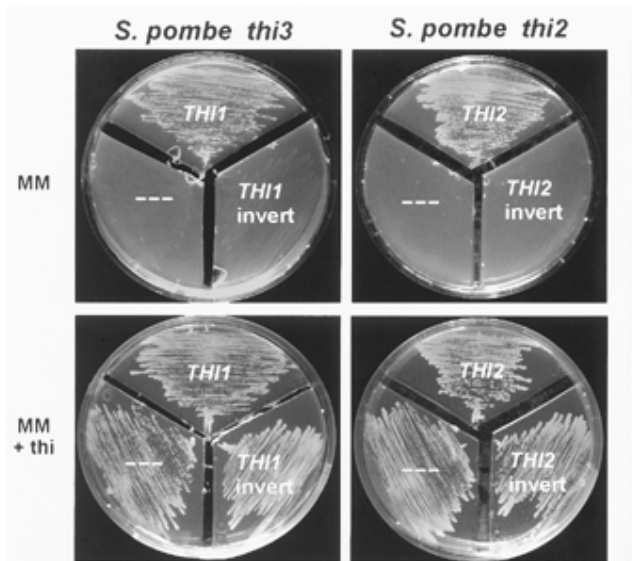 S. pombe thi3
S. pombe thi2
MM
THI1
---
THI1
invert
THI2
---
THI2
invert
MM
+ thi
THI1
---
THI1
invert
THI2
---
THI2
invert